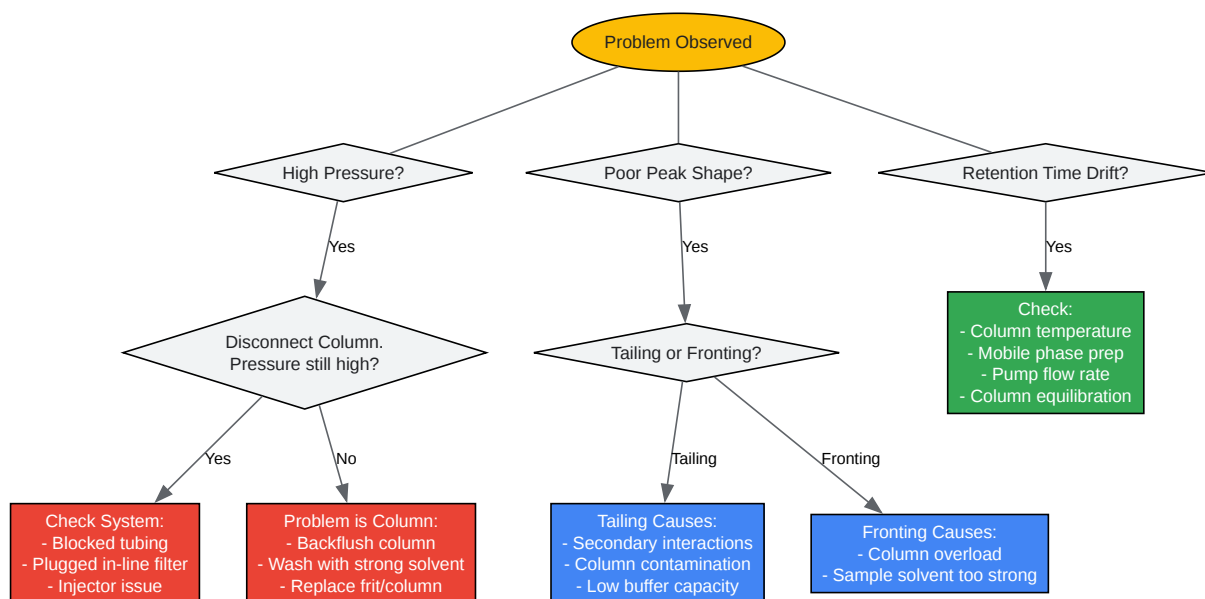 Problem Observed
High Pressure?
Poor Peak Shape?
Retention Time Drift?
Yes
Yes
Yes
Disconnect Column.
Pressure still high?
Tailing or Fronting?
Check:
- Column temperature
- Mobile phase prep
- Pump flow rate
- Column equilibration
Yes
No
Tailing
Fronting
Check System:
- Blocked tubing
- Plugged in-line filter
- Injector issue
Problem is Column:
- Backflush column
- Wash with strong solvent
- Replace frit/column
Tailing Causes:
- Secondary interactions
- Column contamination
- Low buffer capacity
Fronting Causes:
- Column overload
- Sample solvent too strong